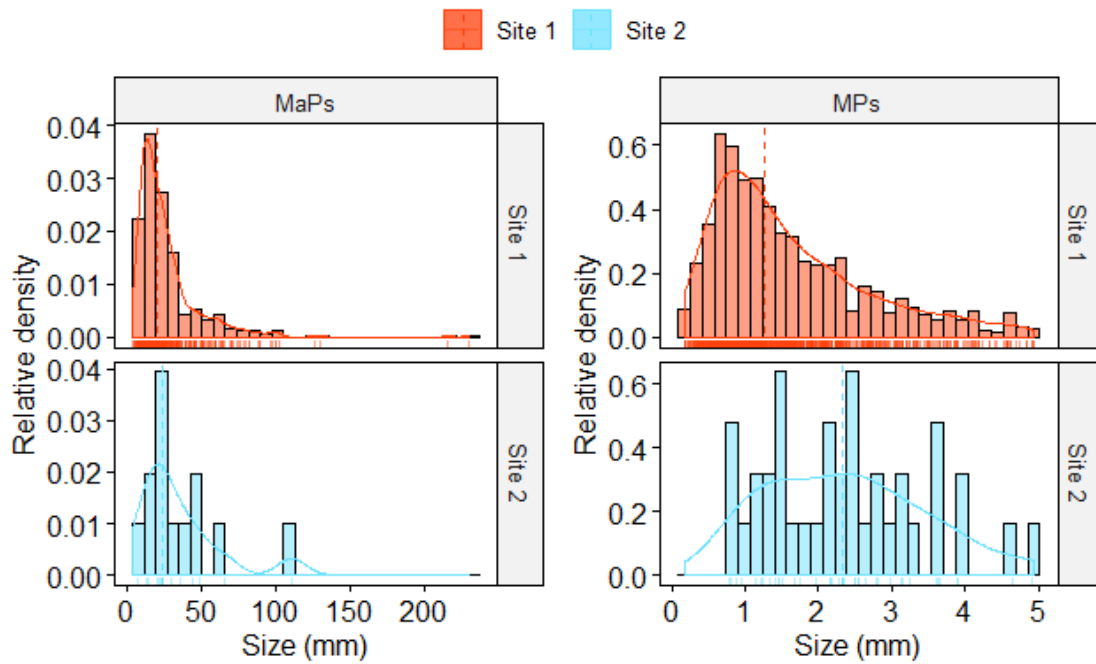 Site 1 Site 2
MaPs MPs
Relative density
0.04
0.03
0.02
0.01
0.00
Site 1
Relative density
0.6
0.4
0.2
0.0
Site 1
Relative density
0.04
0.03
0.02
0.01
0.00
Site 2
Relative density
0.6
0.4
0.2
0.0
Site 2
0 50 100 150 200
0 1 2 3 4 5
Size (mm) Size (mm)